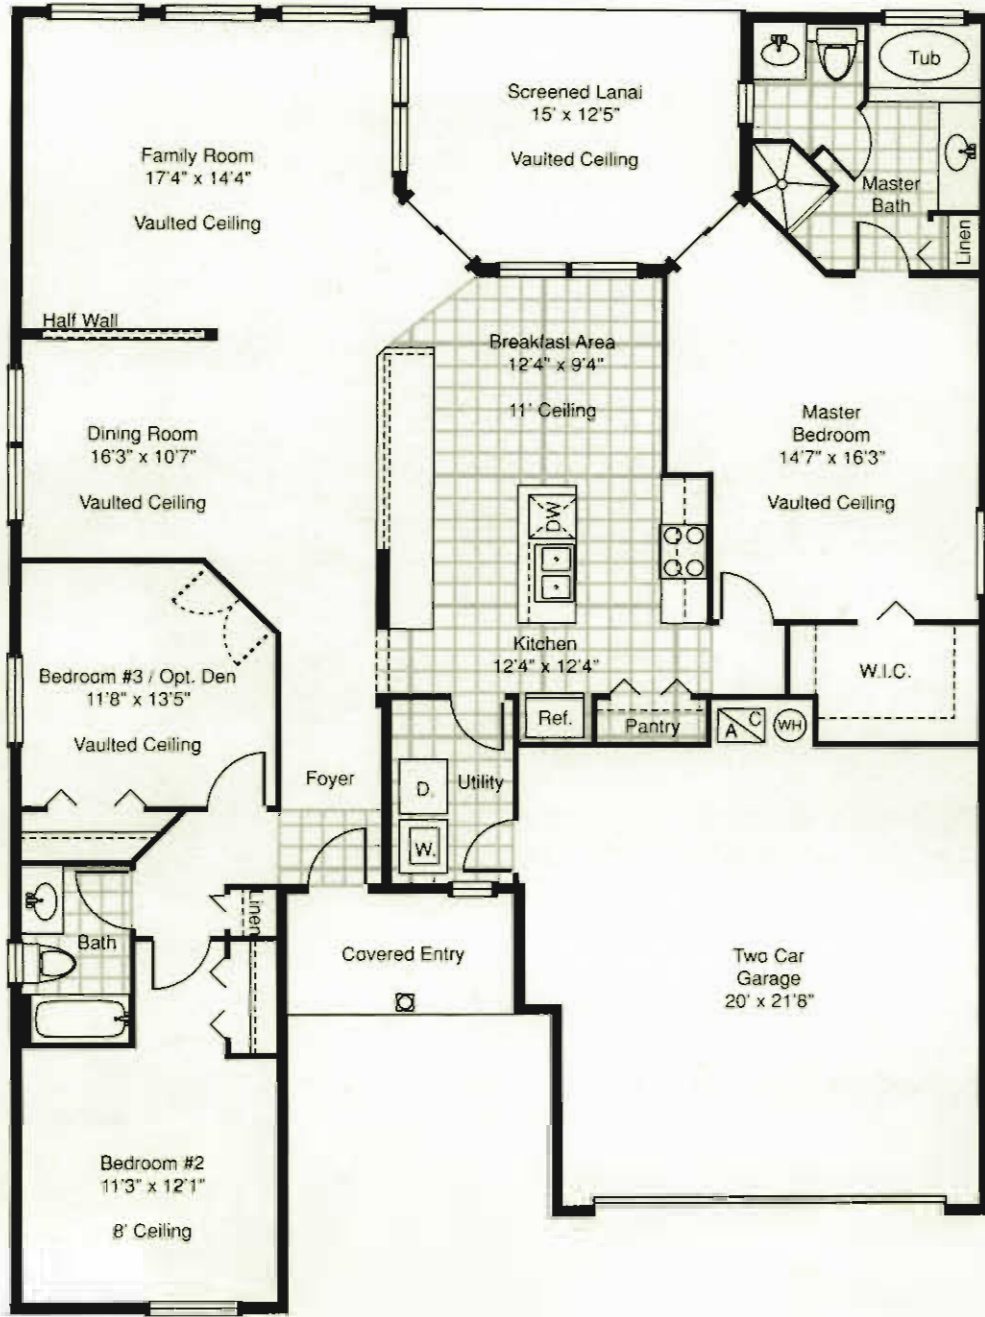 Screened Lanai
15' x 12'5"
Vaulted Ceiling
Tub
Family Room
17'4" x 14'4"
Vaulted Ceiling
Master
Bath
Linen
Half Wall
Breakfast Area
12'4" x 9'4"
11' Ceiling
Dining Room
16'3" x 10'7"
Vaulted Ceiling
Master
Bedroom
14'7" x 16'3"
Vaulted Ceiling
DW
Kitchen
12'4" x 12'4"
Bedroom #3 / Opt. Den
11'8" x 13'5"
Vaulted Ceiling
W.I.C.
Ref.
Pantry
A
C
WH
Foyer
D.
Utility
W.
Linen
Bath
Covered Entry
Two Car
Garage
20' x 21'8"
Bedroom #2
11'3" x 12'1"
8' Ceiling